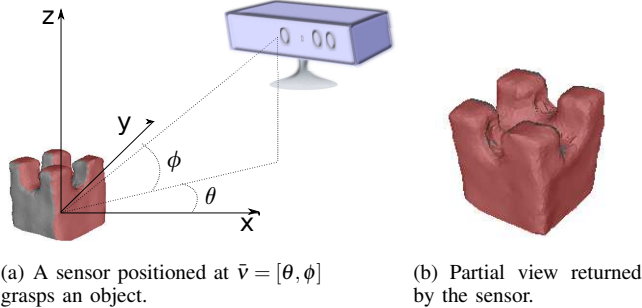 z
y
ϕ
θ
x
(a) A sensor positioned at v̄ = [θ, ϕ]
grasps an object.
(b) Partial view returned
by the sensor.